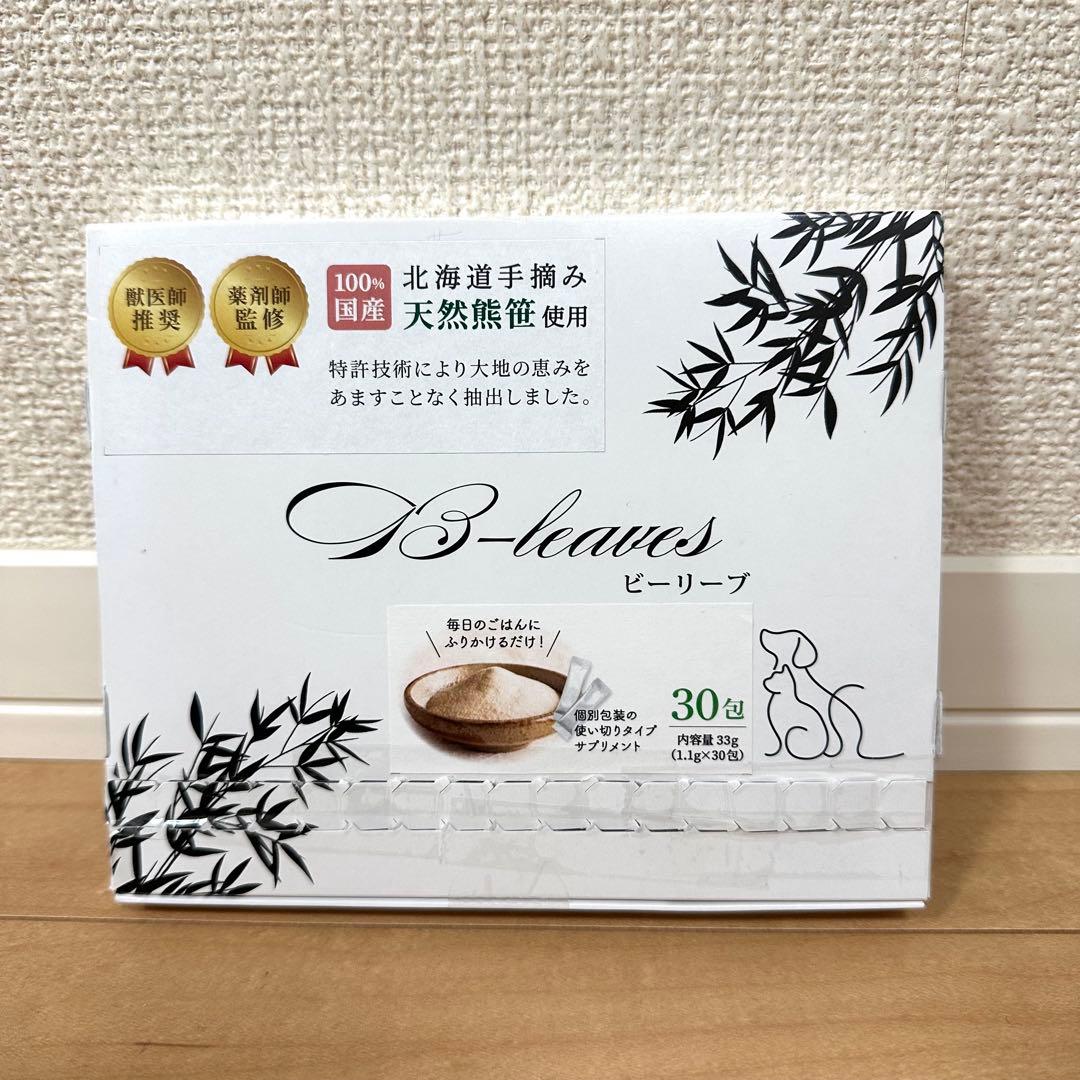 獣医師
推奨
薬剤師
監修
100%
国産
北海道手摘み
天然熊笹使用
特許技術により大地の恵みを
あますことなく抽出しました。
B-leaves
ビーリーブ
毎日のごはんに
ふりかけるだけ!
個別包装の
使い切りタイプ
サプリメント
30包
内容量 33g
(1.1g×30包)